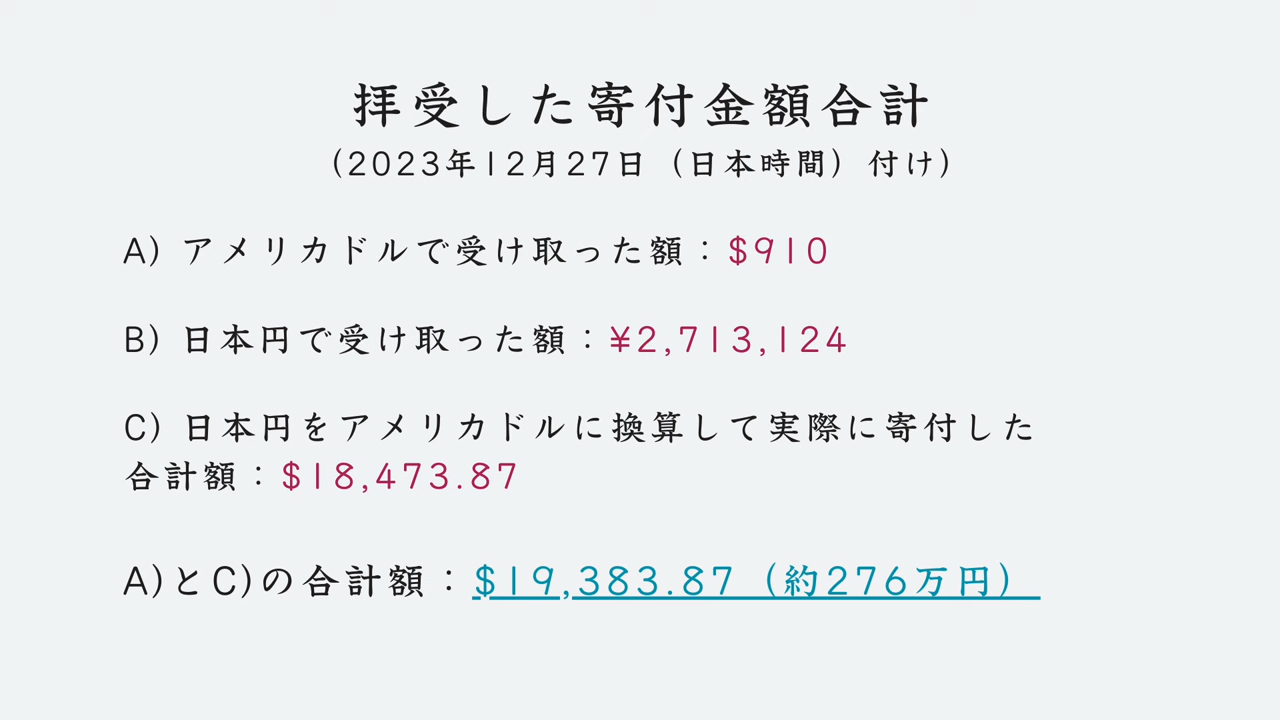 拝受した寄付金額合計
(2023年12月27日（日本時間）付け)
A) アメリカドルで受け取った額：$910
B) 日本円で受け取った額：¥2,713,124
C) 日本円をアメリカドルに換算して実際に寄付した
合計額：$18,473.87
A)とC)の合計額：$19,383.87（約276万円）